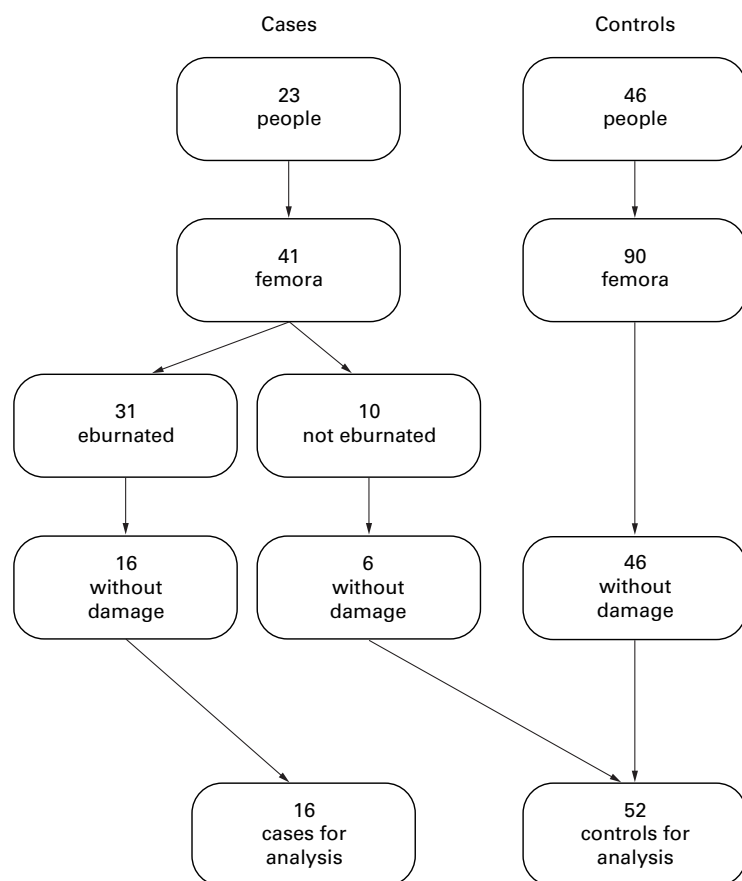 Cases
Controls
23
people
46
people
41
femora
90
femora
31
eburnated
10
not eburnated
16
without
damage
6
without
damage
46
without
damage
16
cases for
analysis
52
controls for
analysis